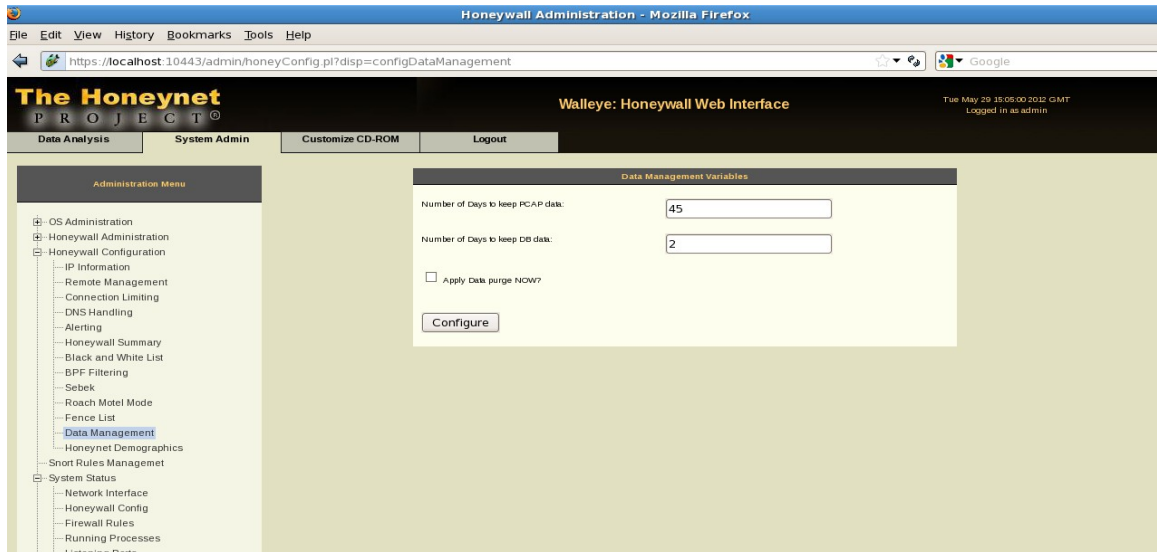 Honeywall Administration - Mozilla Firefox
File Edit View History Bookmarks Tools Help
https://localhost:10443/admin/honeyConfig.pl?disp=configDataManagement
Google
The Honeynet
PROJECT®
Walleye: Honeywall Web Interface
Tue May 29 15:05:00 2012 GMT
Logged in as admin
Data Analysis System Admin Customize CD-ROM Logout
Administration Menu
OS Administration
Honeywall Administration
Honeywall Configuration
IP Information
Remote Management
Connection Limiting
DNS Handling
Alerting
Honeywall Summary
Black and White List
BPF Filtering
Sebek
Roach Motel Mode
Fence List
Data Management
Honeynet Demographics
Snort Rules Managemet
System Status
Network Interface
Honeywall Config
Firewall Rules
Running Processes
Listening Ports
Data Management Variables
Number of Days to keep PCAP data:
45
Number of Days to keep DB data:
2
Apply Data purge NOW?
Configure